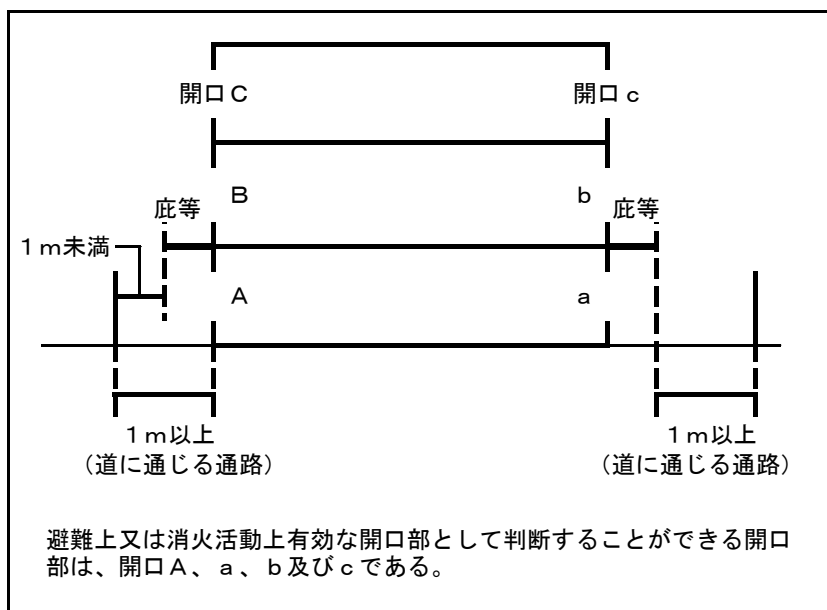 開口C 開口c
B b
庇等 庇等
1m未満
A a
1m以上 1m以上
(道に通じる通路) (道に通じる通路)
避難上又は消火活動上有効な開口部として判断することができる開口
部は、開口A、a、b及びcである。